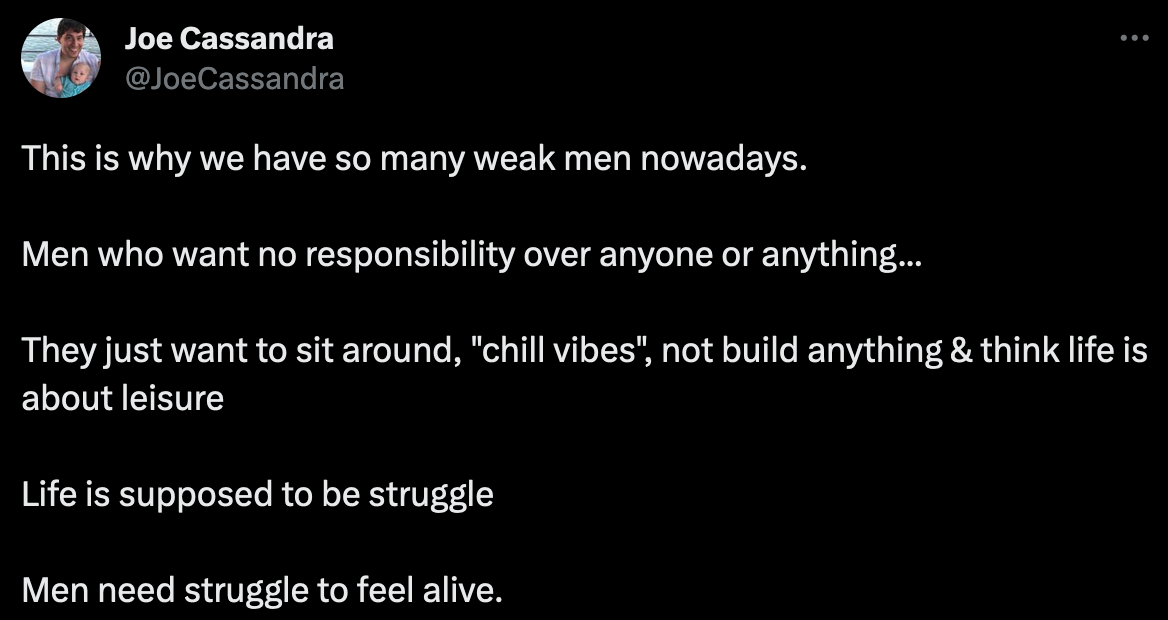 Joe Cassandra
@JoeCassandra
This is why we have so many weak men nowadays.
Men who want no responsibility over anyone or anything...
They just want to sit around, "chill vibes", not build anything & think life is
about leisure
Life is supposed to be struggle
Men need struggle to feel alive.